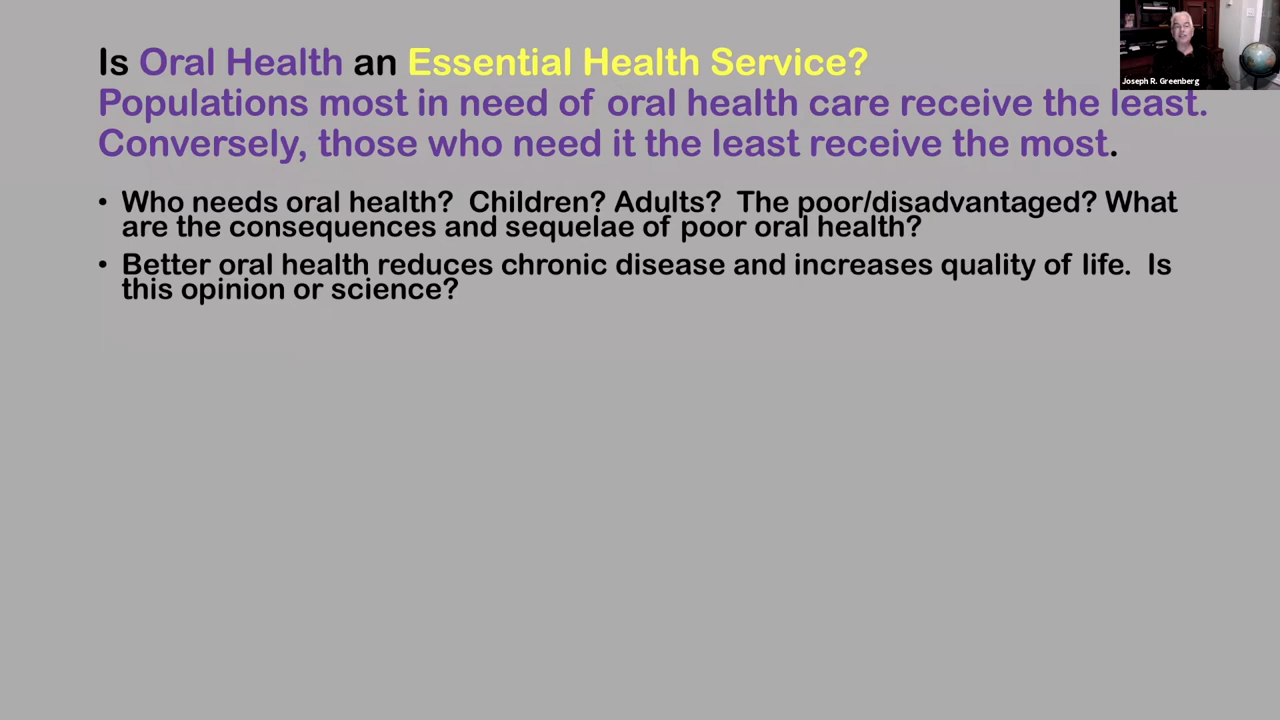 Is Oral Health an Essential Health Service?
Populations most in need of oral health care receive the least.
Conversely, those who need it the least receive the most.
• Who needs oral health?  Children? Adults?  The poor/disadvantaged? What
are the consequences and sequelae of poor oral health?
• Better oral health reduces chronic disease and increases quality of life.  Is
this opinion or science?
Joseph R. Greenberg